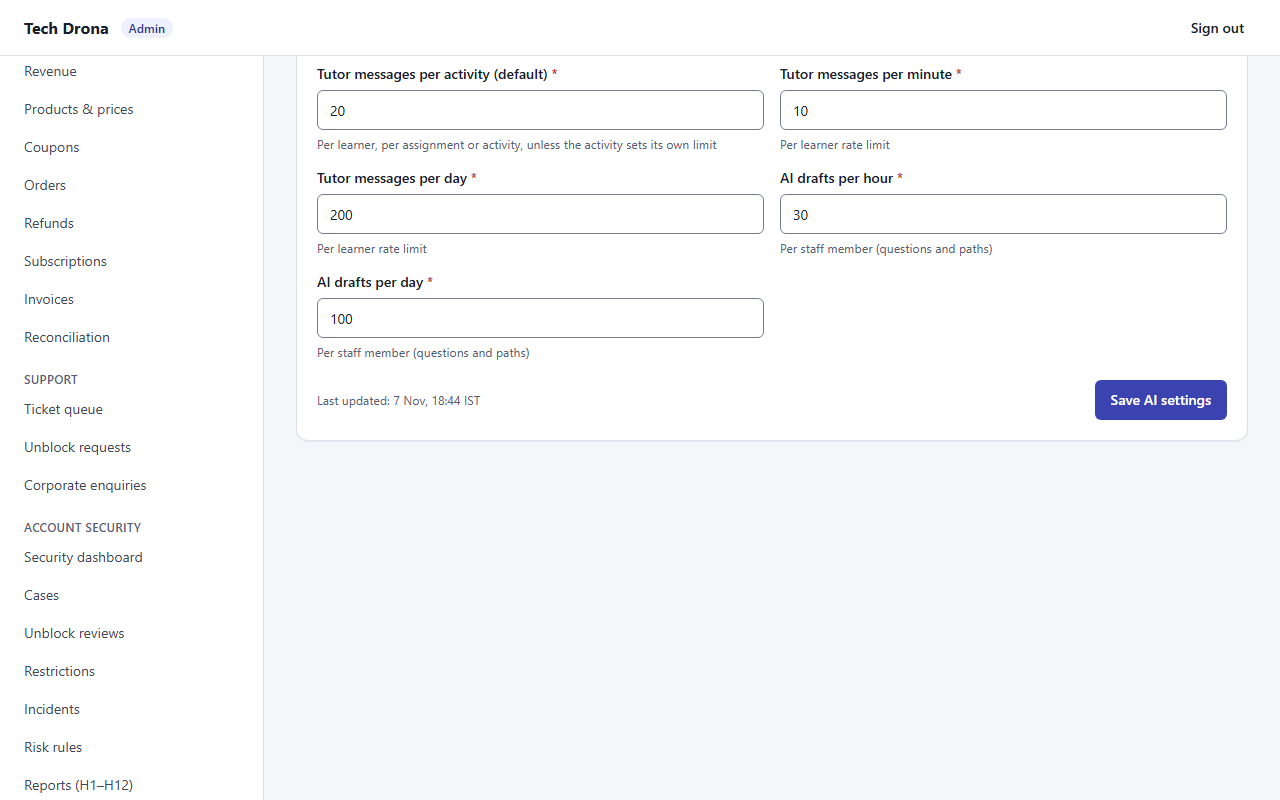 Tech Drona Admin Sign out
Revenue
Products & prices
Coupons
Orders
Refunds
Subscriptions
Invoices
Reconciliation
SUPPORT
Ticket queue
Unblock requests
Corporate enquiries
ACCOUNT SECURITY
Security dashboard
Cases
Unblock reviews
Restrictions
Incidents
Risk rules
Reports (H1–H12)
Tutor messages per activity (default) *
20
Per learner, per assignment or activity, unless the activity sets its own limit
Tutor messages per minute *
10
Per learner rate limit
Tutor messages per day *
200
Per learner rate limit
AI drafts per hour *
30
Per staff member (questions and paths)
AI drafts per day *
100
Per staff member (questions and paths)
Last updated: 7 Nov, 18:44 IST
Save AI settings